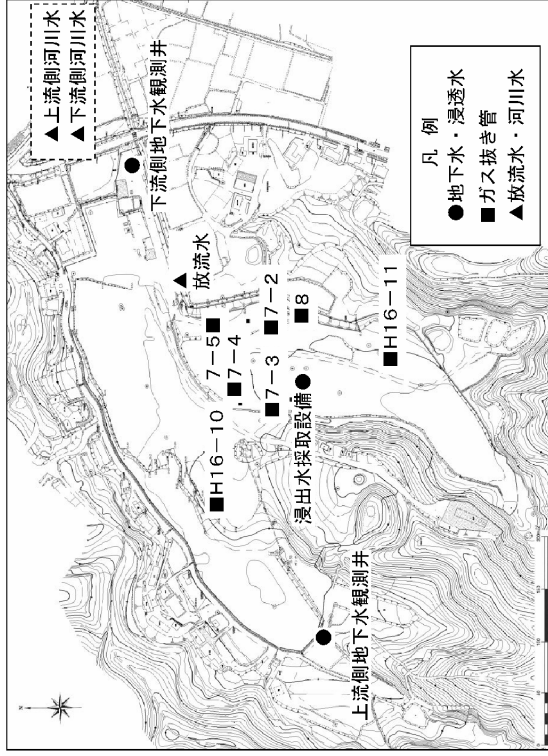 ▲上流側河川水
▲下流側河川水
下流側地下水観測井
放流水
7-5
7-4
7-2
7-3
8
H16-10
H16-11
浸出水採取設備
上流側地下水観測井
凡 例
●地下水・浸透水
■ガス抜き管
▲放流水・河川水